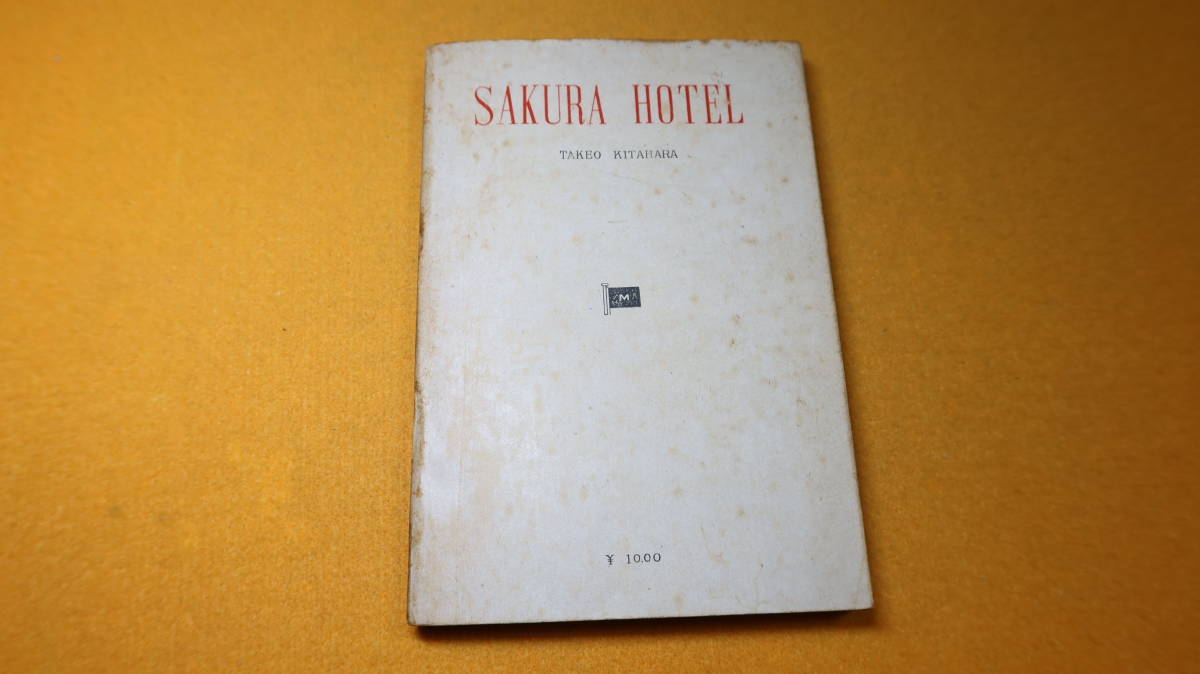 SAKURA HOTEL
TAKEO KITAHARA
M
¥ 10.00